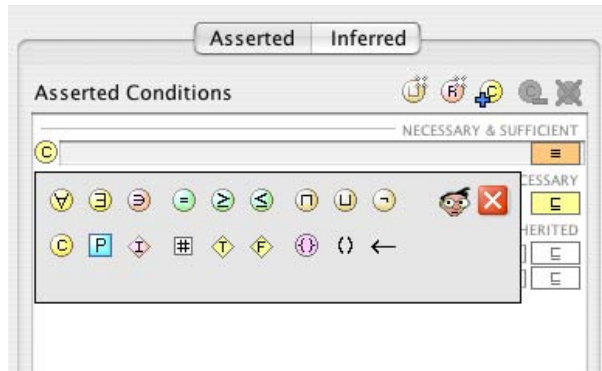 Asserted Inferred
Asserted Conditions
NECESSARY & SUFFICIENT
C ≡
∀ ∃ ∋ = ≥ ≤ ⊓ ⊔ ¬
CESSARY
⊑
C P I # T F {} () ←
HERITED
⊑
⊑